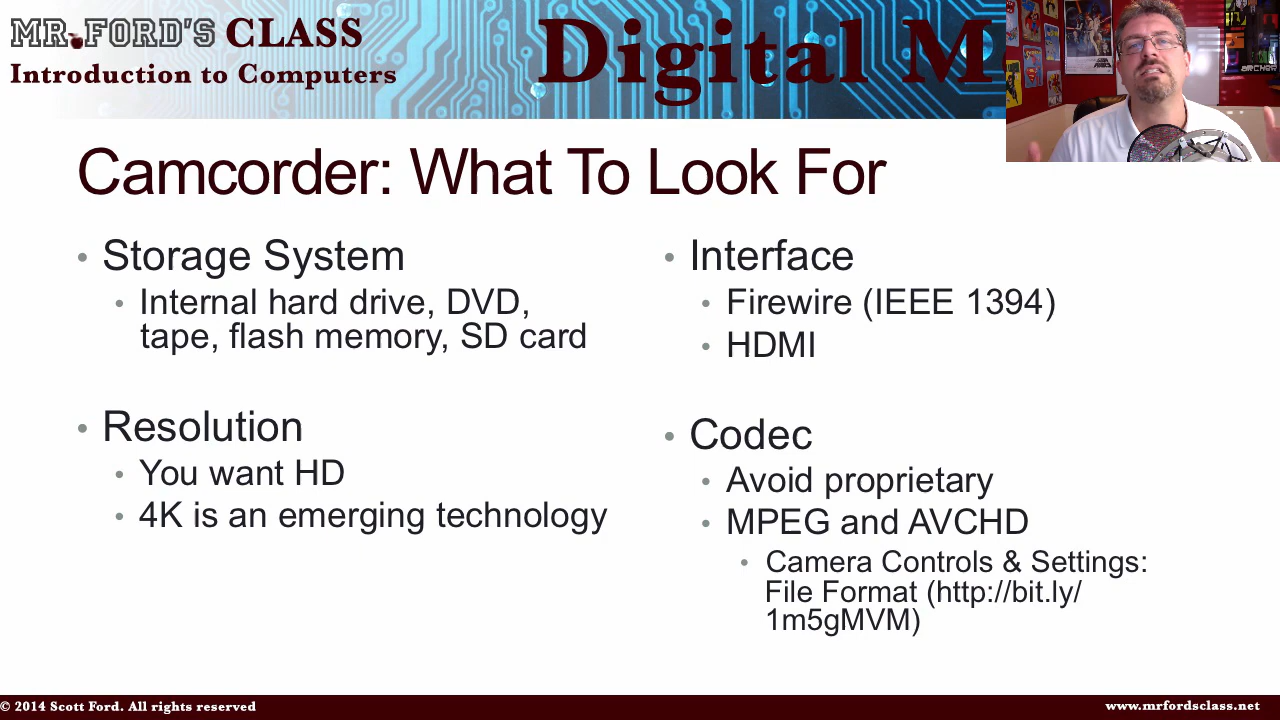 MR. FORD'S CLASS
Introduction to Computers
Digital M
ARCHER
Camcorder: What To Look For
• Storage System
• Internal hard drive, DVD,
tape, flash memory, SD card
• Resolution
• You want HD
• 4K is an emerging technology
• Interface
• Firewire (IEEE 1394)
• HDMI
• Codec
• Avoid proprietary
• MPEG and AVCHD
• Camera Controls & Settings:
File Format (http://bit.ly/
1m5gMVM)
© 2014 Scott Ford. All rights reserved
www.mrfordsclass.net